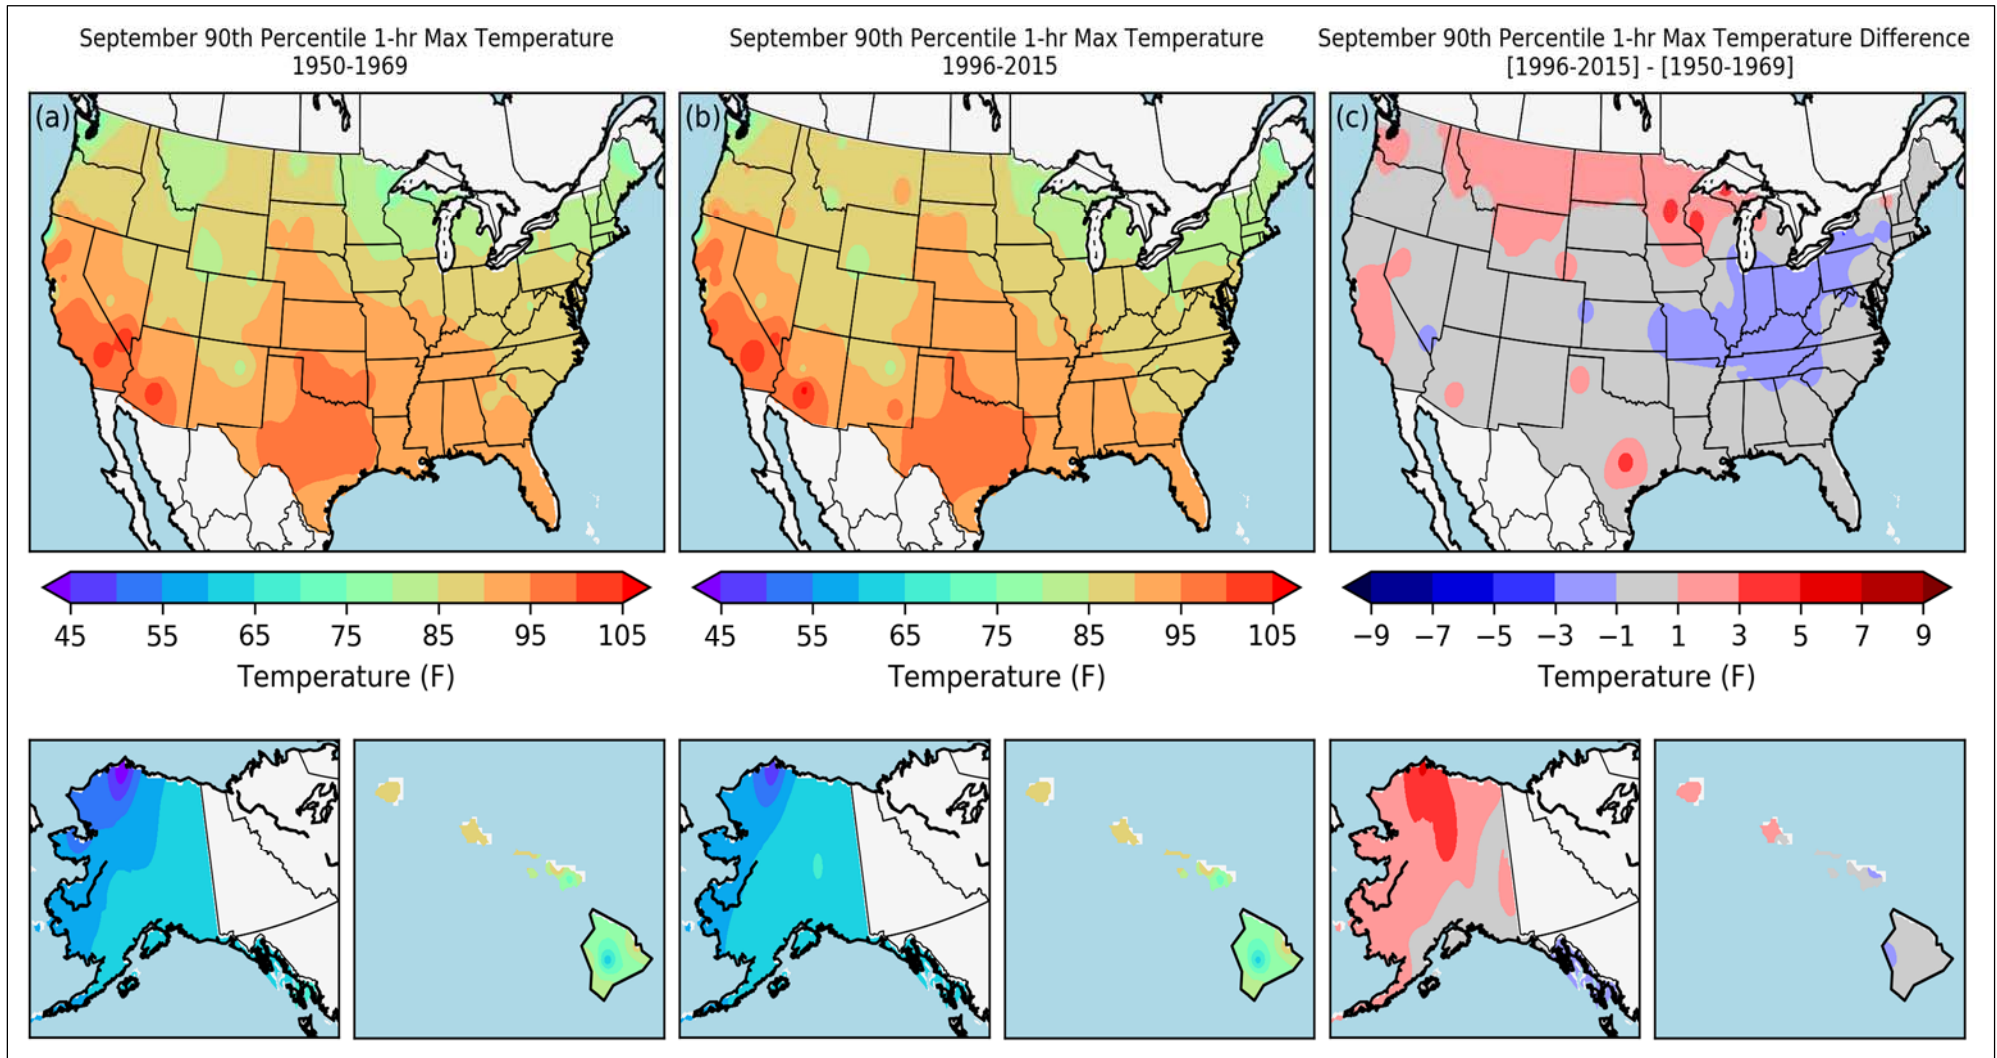 September 90th Percentile 1-hr Max Temperature
1950-1969
September 90th Percentile 1-hr Max Temperature
1996-2015
September 90th Percentile 1-hr Max Temperature Difference
[1996-2015] - [1950-1969]
(a)
(b)
(c)
45 55 65 75 85 95 105
Temperature (F)
45 55 65 75 85 95 105
Temperature (F)
−9 −7 −5 −3 −1 1 3 5 7 9
Temperature (F)